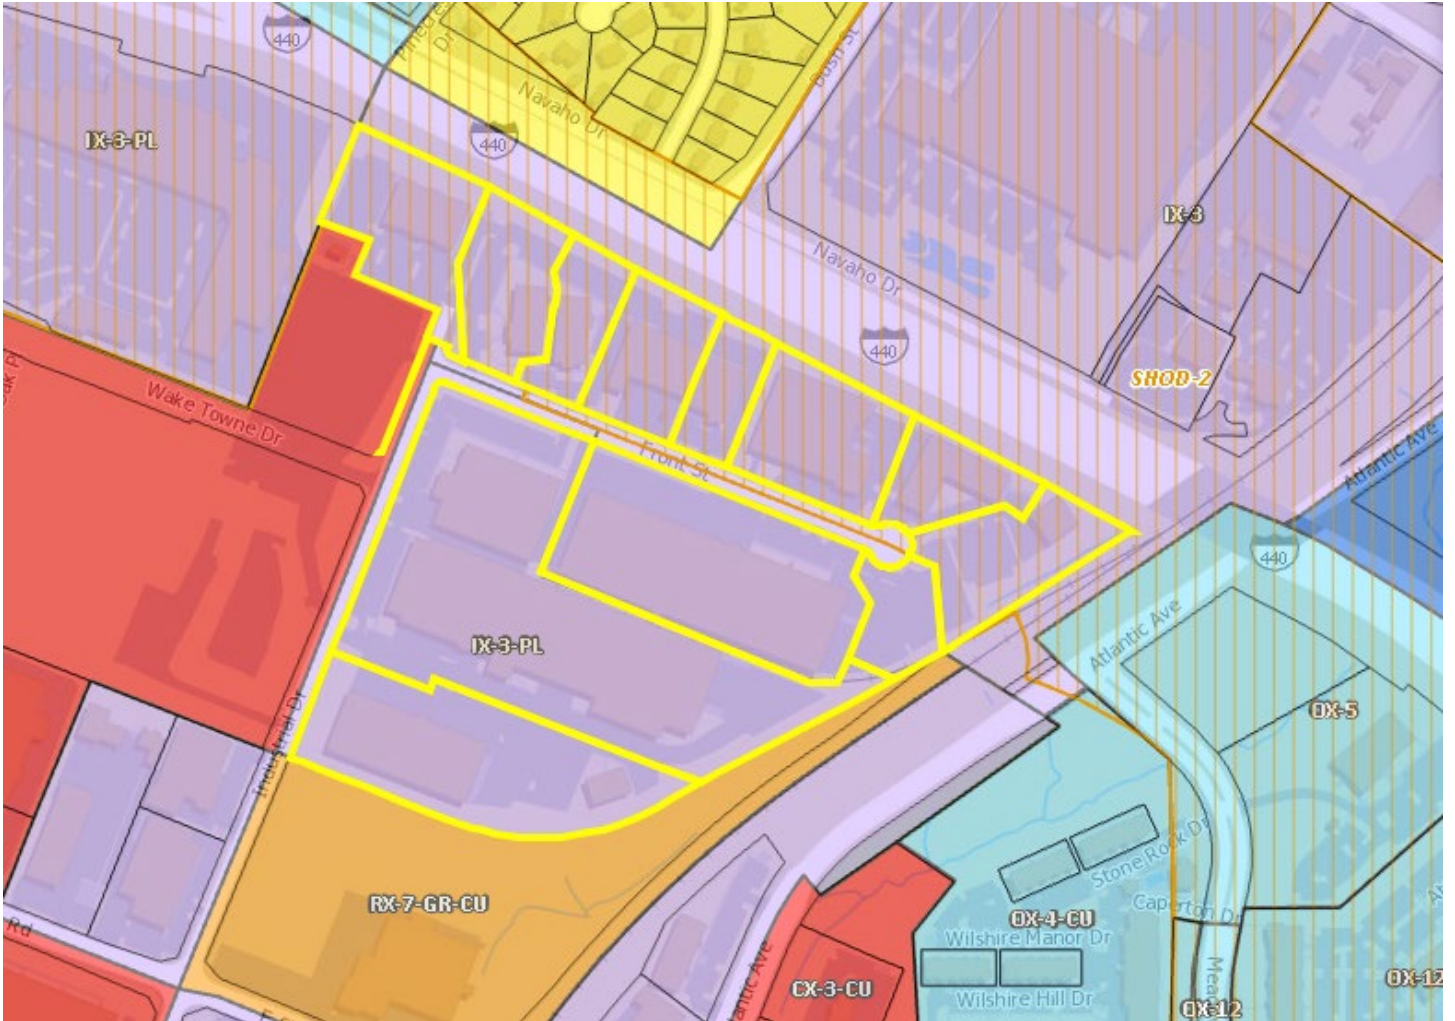 440
Dr
Navaho Dr
440
IX-3-PL
IX-3
Navaho Dr
440
SHOD-2
Wake Towne Dr
Atlantic Ave
Front St
440
Atlantic Ave
IX-3-PL
OX-5
Industrial Dr
Stone Rock Dr
RX-7-GR-CU
Caperton Dr
OX-4-CU
Wilshire Manor Dr
Rd
CX-3-CU
OX-12
Wilshire Hill Dr
OX-12